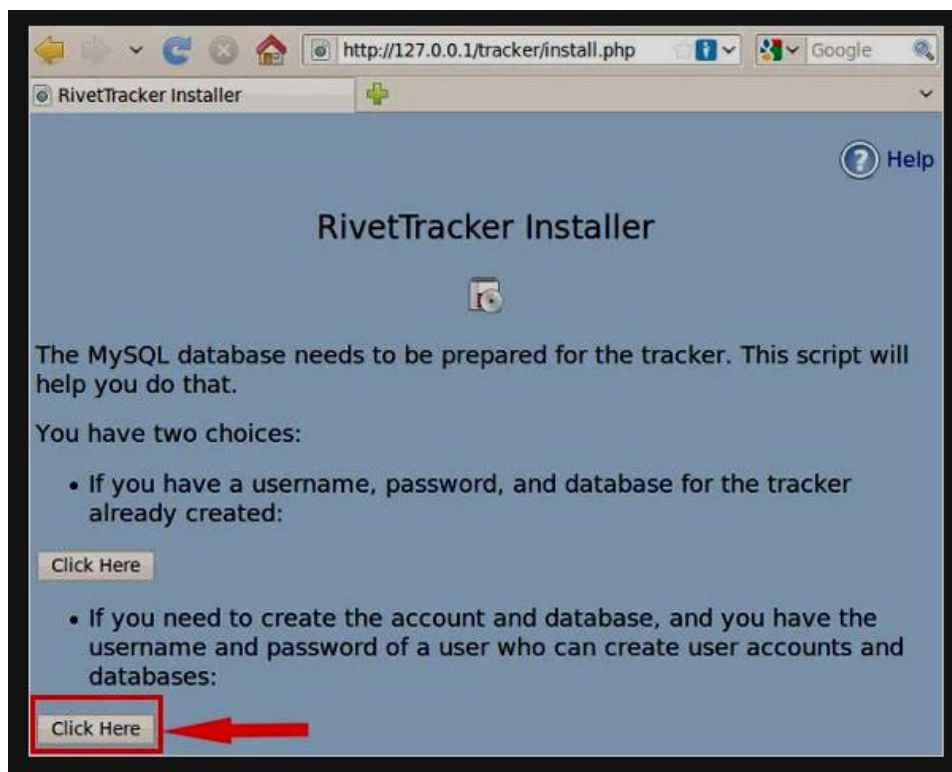 http://127.0.0.1/tracker/install.php
Google
RivetTracker Installer
Help
RivetTracker Installer
The MySQL database needs to be prepared for the tracker. This script will
help you do that.
You have two choices:
• If you have a username, password, and database for the tracker
already created:
Click Here
• If you need to create the account and database, and you have the
username and password of a user who can create user accounts and
databases:
Click Here